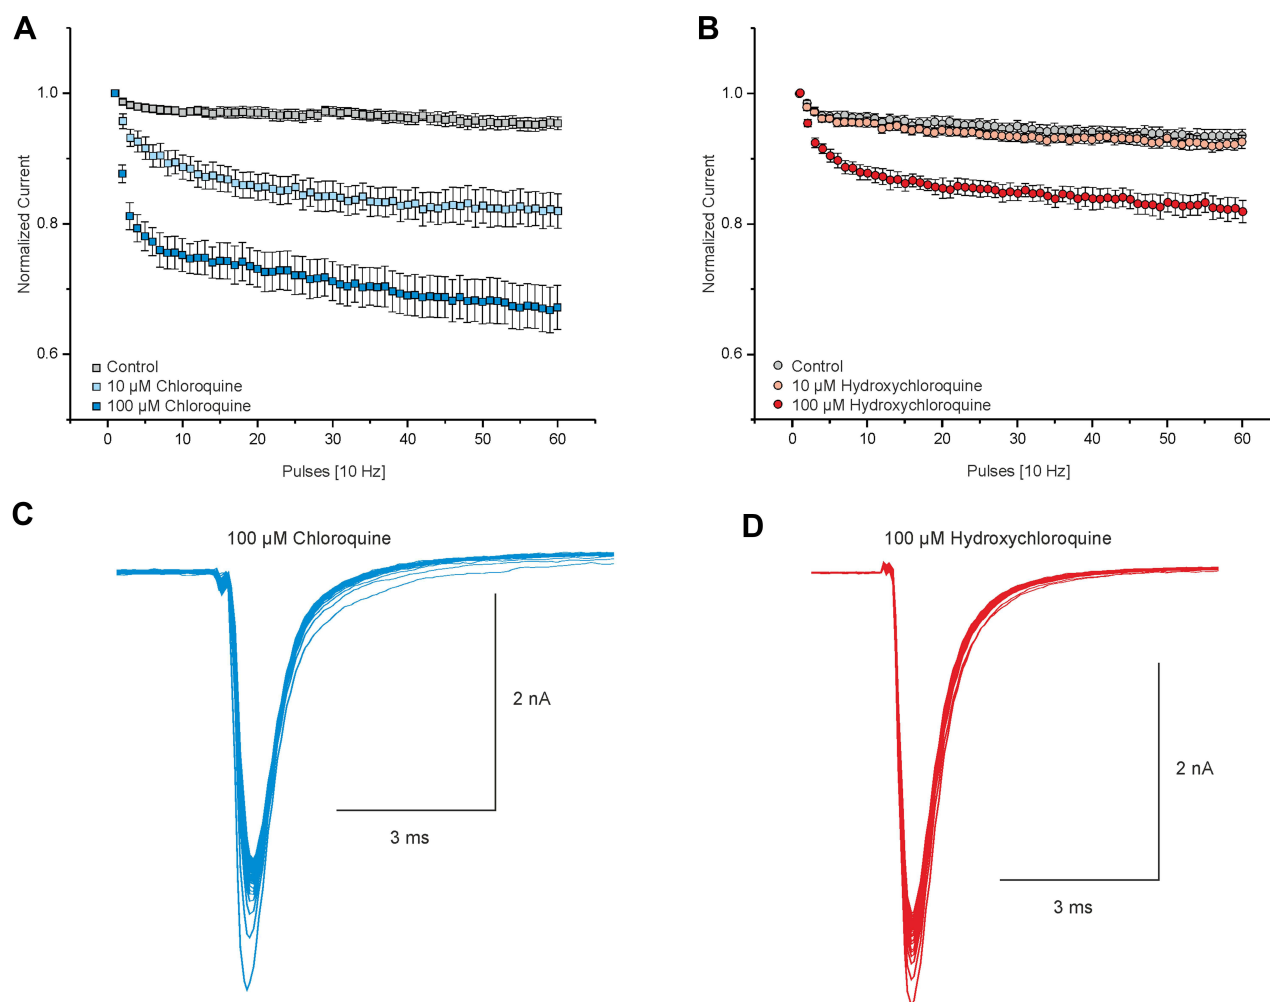 A
Normalized Current
1.0
0.8
0.6
Control
10 µM Chloroquine
100 µM Chloroquine
0 10 20 30 40 50 60
Pulses [10 Hz]
B
Normalized Current
1.0
0.8
0.6
Control
10 µM Hydroxychloroquine
100 µM Hydroxychloroquine
0 10 20 30 40 50 60
Pulses [10 Hz]
C
100 µM Chloroquine
2 nA
3 ms
D
100 µM Hydroxychloroquine
2 nA
3 ms